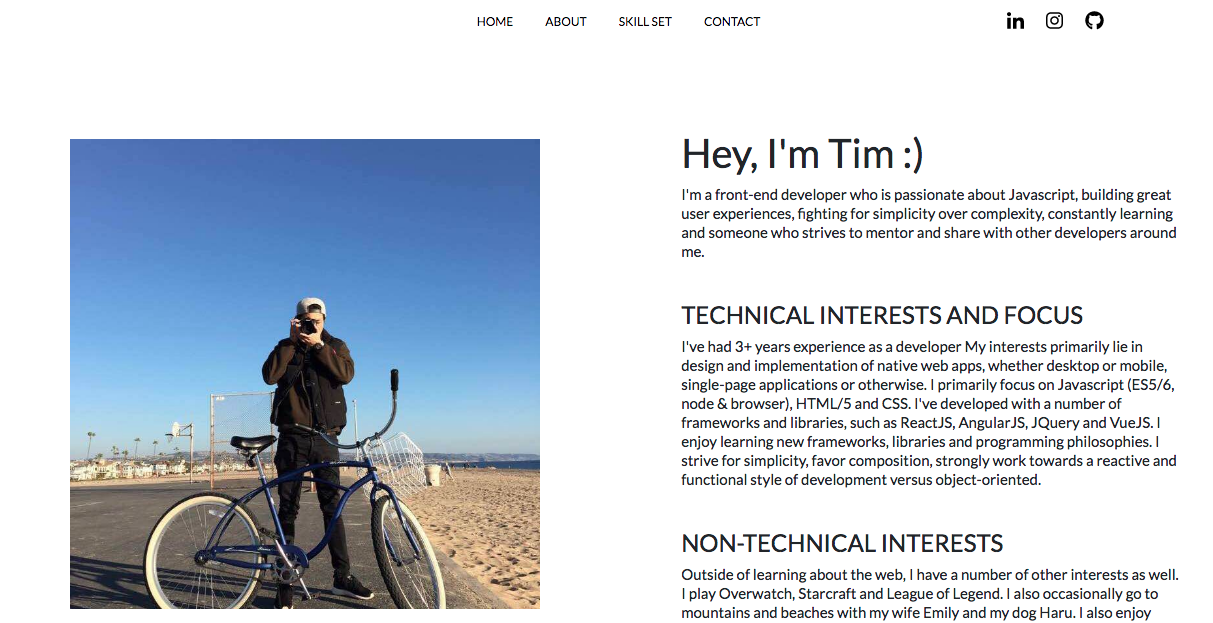 HOME ABOUT SKILL SET CONTACT
Hey, I'm Tim :)
I'm a front-end developer who is passionate about Javascript, building great
user experiences, fighting for simplicity over complexity, constantly learning
and someone who strives to mentor and share with other developers around
me.
TECHNICAL INTERESTS AND FOCUS
I've had 3+ years experience as a developer My interests primarily lie in
design and implementation of native web apps, whether desktop or mobile,
single-page applications or otherwise. I primarily focus on Javascript (ES5/6,
node & browser), HTML/5 and CSS. I've developed with a number of
frameworks and libraries, such as ReactJS, AngularJS, JQuery and VueJS. I
enjoy learning new frameworks, libraries and programming philosophies. I
strive for simplicity, favor composition, strongly work towards a reactive and
functional style of development versus object-oriented.
NON-TECHNICAL INTERESTS
Outside of learning about the web, I have a number of other interests as well.
I play Overwatch, Starcraft and League of Legend. I also occasionally go to
mountains and beaches with my wife Emily and my dog Haru. I also enjoy